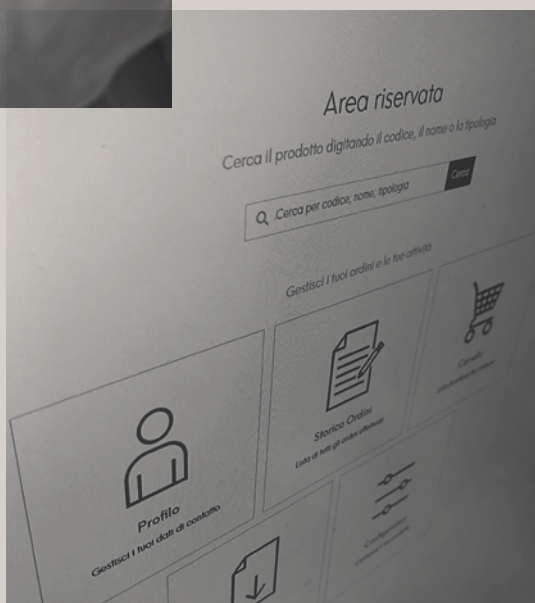 Area riservata
Cerca il prodotto digitando il codice, il nome o la tipologia
Cerca per codice, nome, tipologia
Cerca
Gestisci i tuoi ordini e le tue attività
Profilo
Gestisci i tuoi dati di contatto
Storico Ordini
Lista di tutti gli ordini effettuati
Carrello